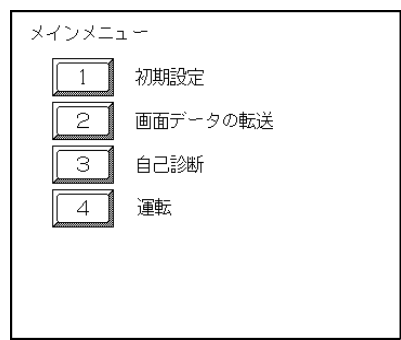 メインメニュー
1 初期設定
2 画面データの転送
3 自己診断
4 運転